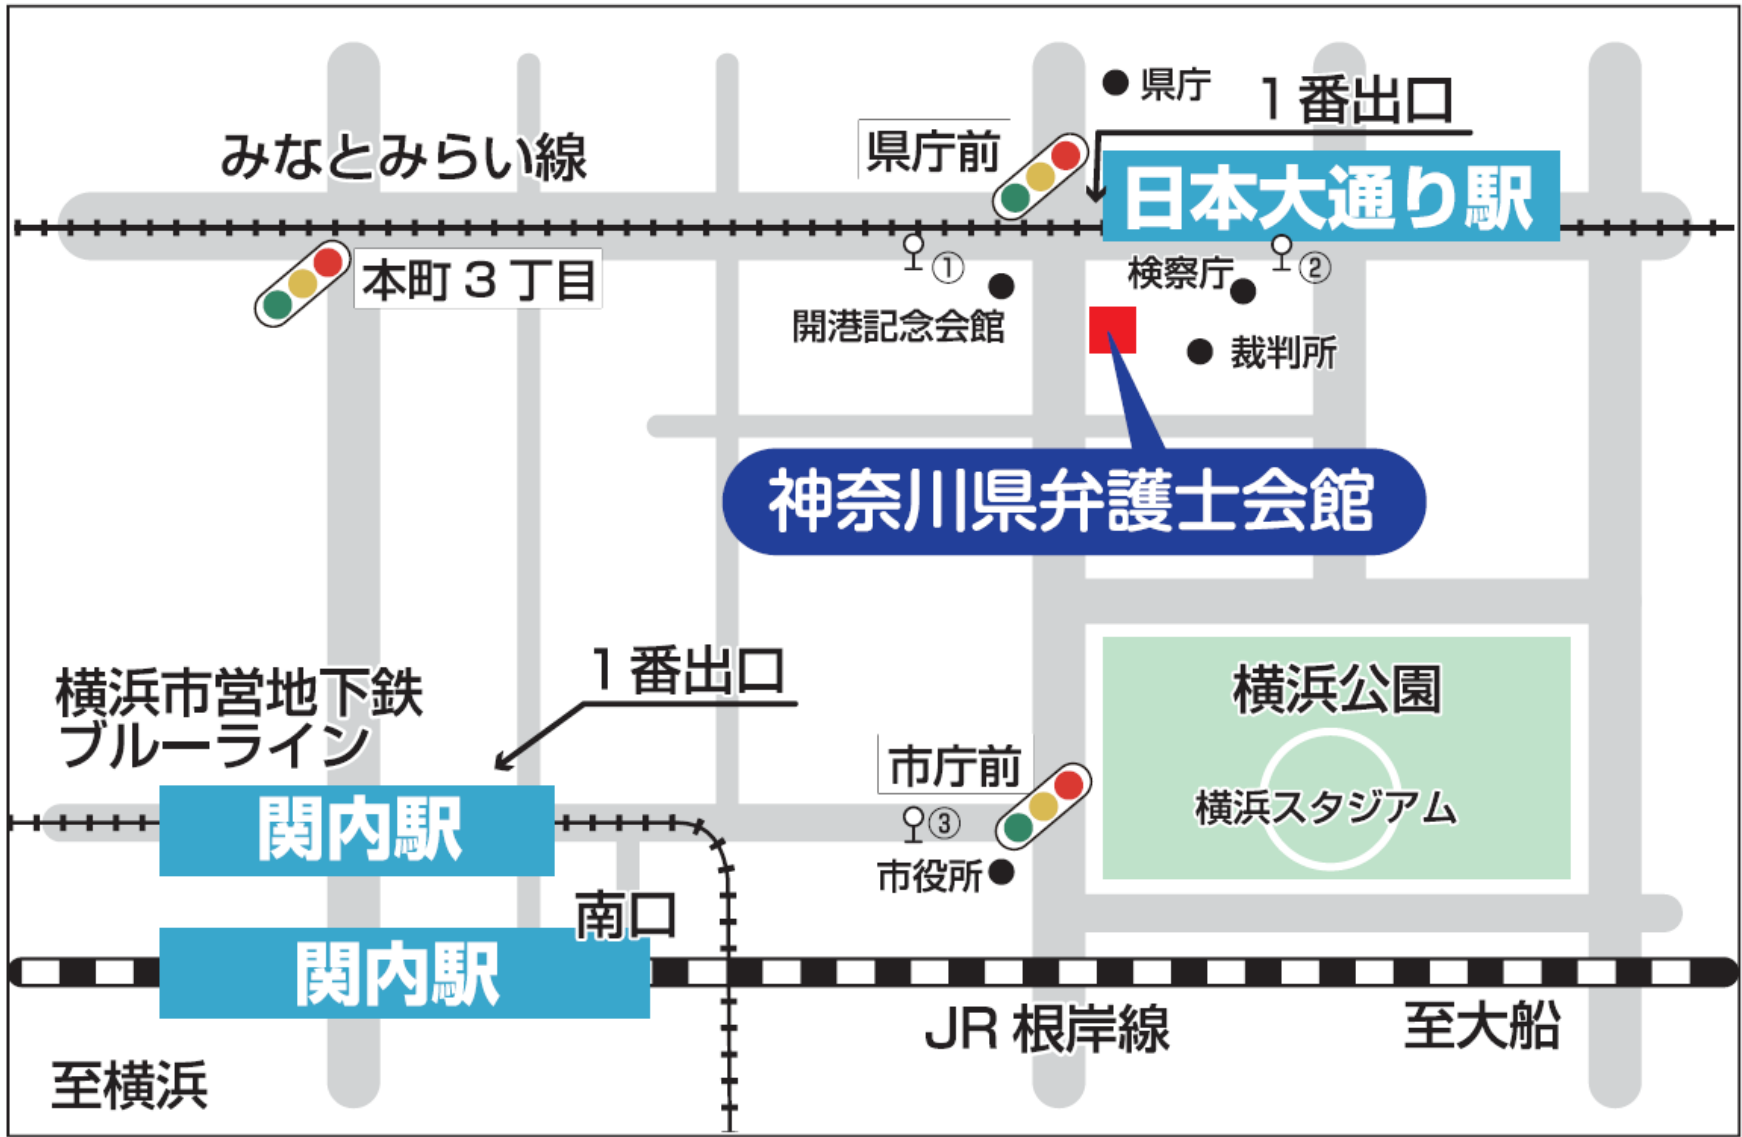 県庁
1番出口
みなとみらい線
県庁前
日本大通り駅
本町3丁目
①
検察庁
②
開港記念会館
裁判所
神奈川県弁護士会館
1番出口
横浜市営地下鉄
ブルーライン
横浜公園
市庁前
横浜スタジアム
関内駅
③
市役所
南口
関内駅
JR根岸線
至大船
至横浜